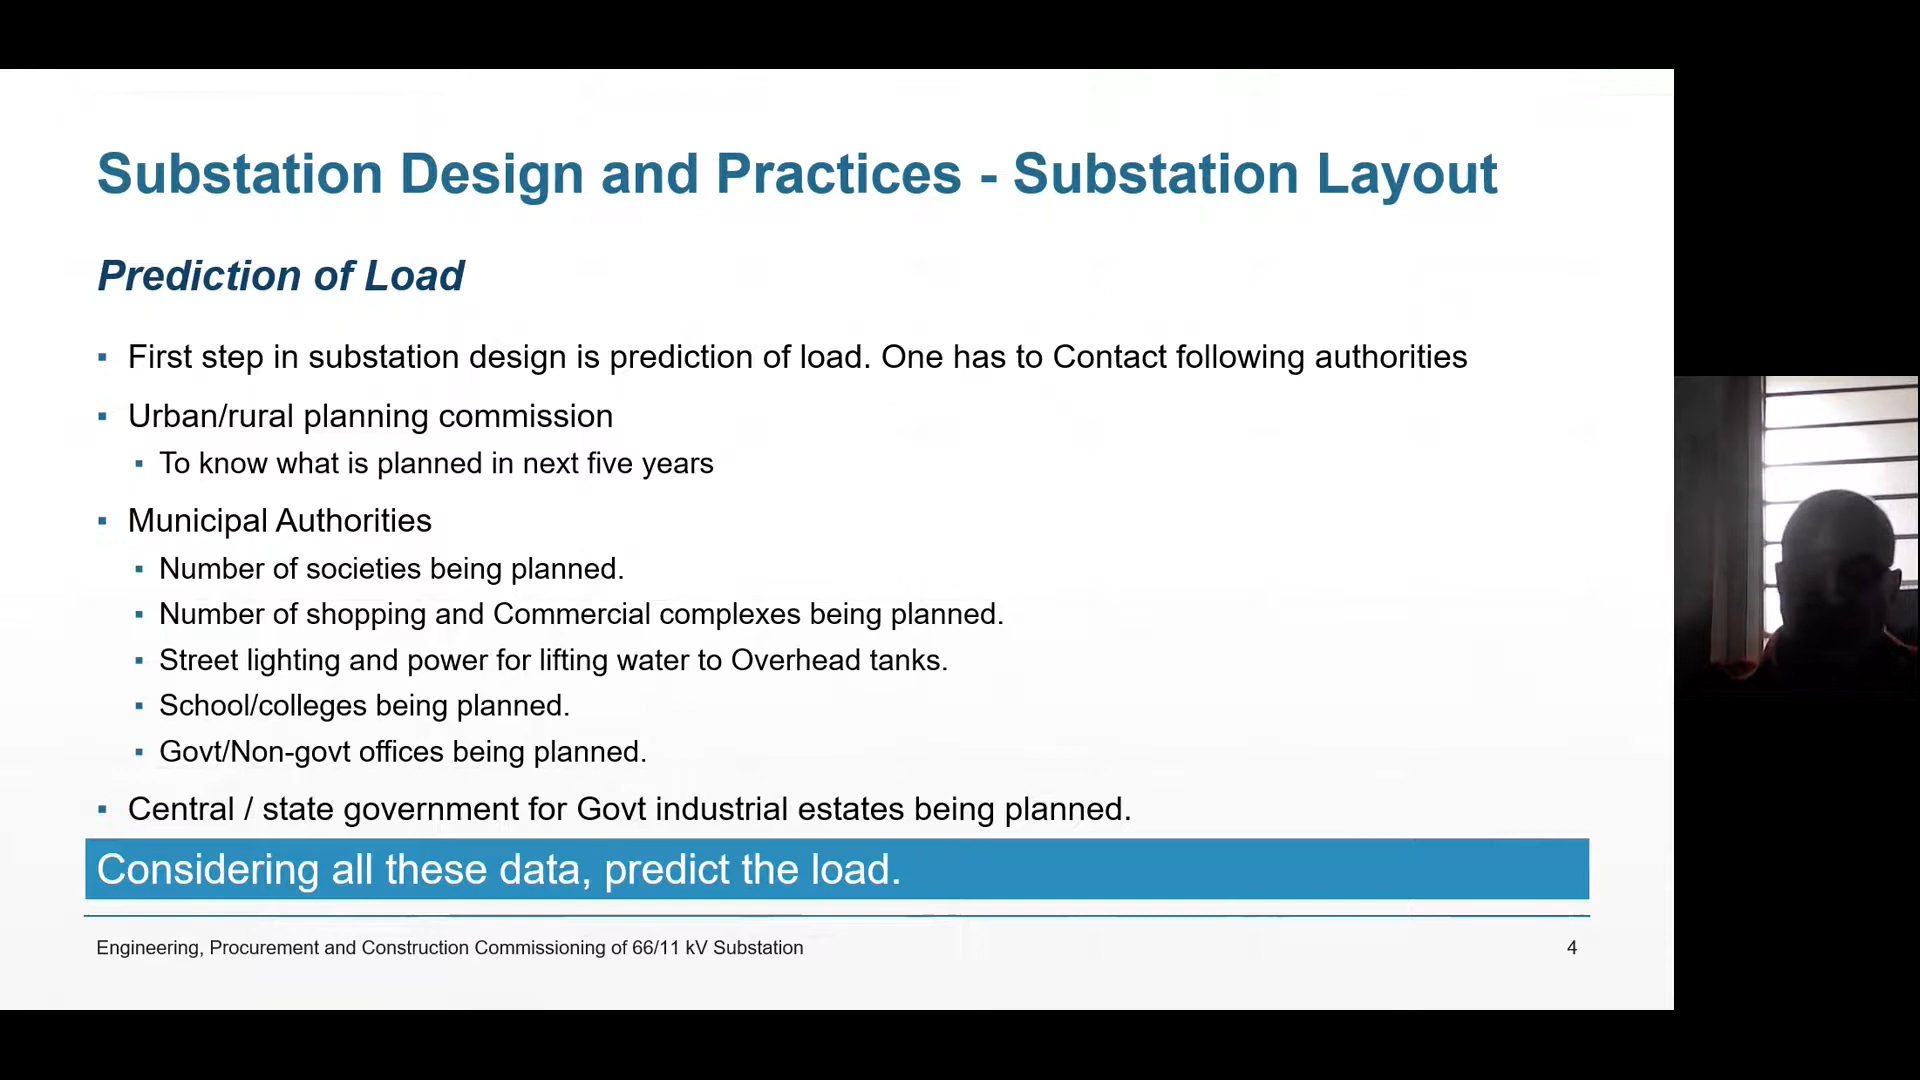 Substation Design and Practices - Substation Layout
Prediction of Load
▪ First step in substation design is prediction of load. One has to Contact following authorities
▪ Urban/rural planning commission
▪ To know what is planned in next five years
▪ Municipal Authorities
▪ Number of societies being planned.
▪ Number of shopping and Commercial complexes being planned.
▪ Street lighting and power for lifting water to Overhead tanks.
▪ School/colleges being planned.
▪ Govt/Non-govt offices being planned.
▪ Central / state government for Govt industrial estates being planned.
Considering all these data, predict the load.
Engineering, Procurement and Construction Commissioning of 66/11 kV Substation 4